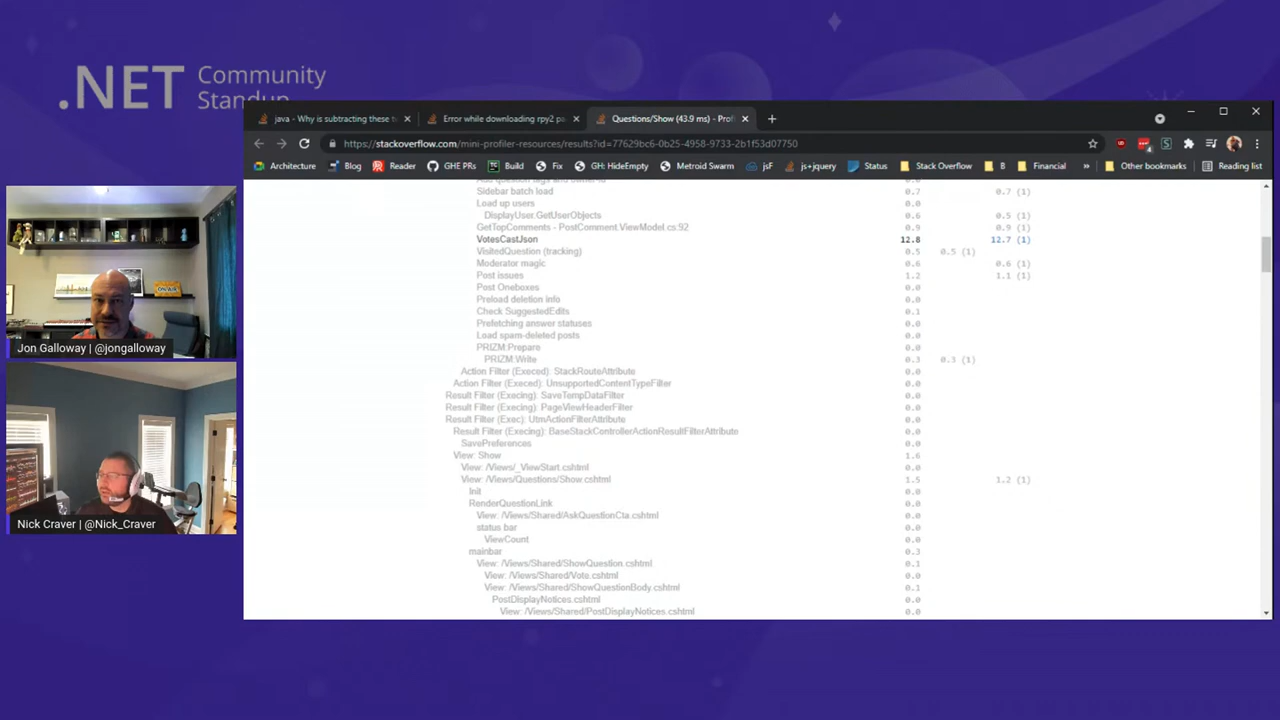 .NET Community
Standup
java - Why is subtracting these t
Error while downloading rpy2 pa
Questions/Show (43.9 ms) - Prof
https://stackoverflow.com/mini-profiler-resources/results?id=77629bc6-0b25-4958-9733-2b1f53d07750
Architecture Blog Reader GHE PRs Build Fix GH: HideEmpty Metroid Swarm jsF js+jquery Status Stack Overflow B Financial » Other bookmarks Reading list
Sidebar batch load 0.7 0.7 (1)
Load up users 0.0
DisplayUser.GetUserObjects 0.6 0.5 (1)
GetTopComments - PostComment.ViewModel.cs:92 0.9 0.9 (1)
VotesCastJson 12.8 12.7 (1)
VisitedQuestion (tracking) 0.5 0.5 (1)
Moderator magic 0.6 0.6 (1)
Post issues 1.2 1.1 (1)
Post Oneboxes 0.0
Preload deletion info 0.0
Check SuggestedEdits 0.1
Prefetching answer statuses 0.0
Load spam-deleted posts 0.0
PRIZM:Prepare 0.0
PRIZM:Write 0.3 0.3 (1)
Action Filter (Execed): StackRouteAttribute 0.0
Action Filter (Execed): UnsupportedContentTypeFilter 0.0
Result Filter (Execing): SaveTempDataFilter 0.0
Result Filter (Execing): PageViewHeaderFilter 0.0
Result Filter (Exec): UtmActionFilterAttribute 0.0
Result Filter (Execing): BaseStackControllerActionResultFilterAttribute 0.0
SavePreferences 0.0
View: Show 1.6
View: /Views/_ViewStart.cshtml 0.0
View: /Views/Questions/Show.cshtml 1.5 1.2 (1)
Init 0.0
RenderQuestionLink 0.0
View: /Views/Shared/AskQuestionCta.cshtml 0.0
status bar 0.0
ViewCount 0.0
mainbar 0.3
View: /Views/Shared/ShowQuestion.cshtml 0.1
View: /Views/Shared/Vote.cshtml 0.0
View: /Views/Shared/ShowQuestionBody.cshtml 0.1
PostDisplayNotices.cshtml 0.0
View: /Views/Shared/PostDisplayNotices.cshtml 0.0
Jon Galloway | @jongalloway
Nick Craver | @Nick_Craver